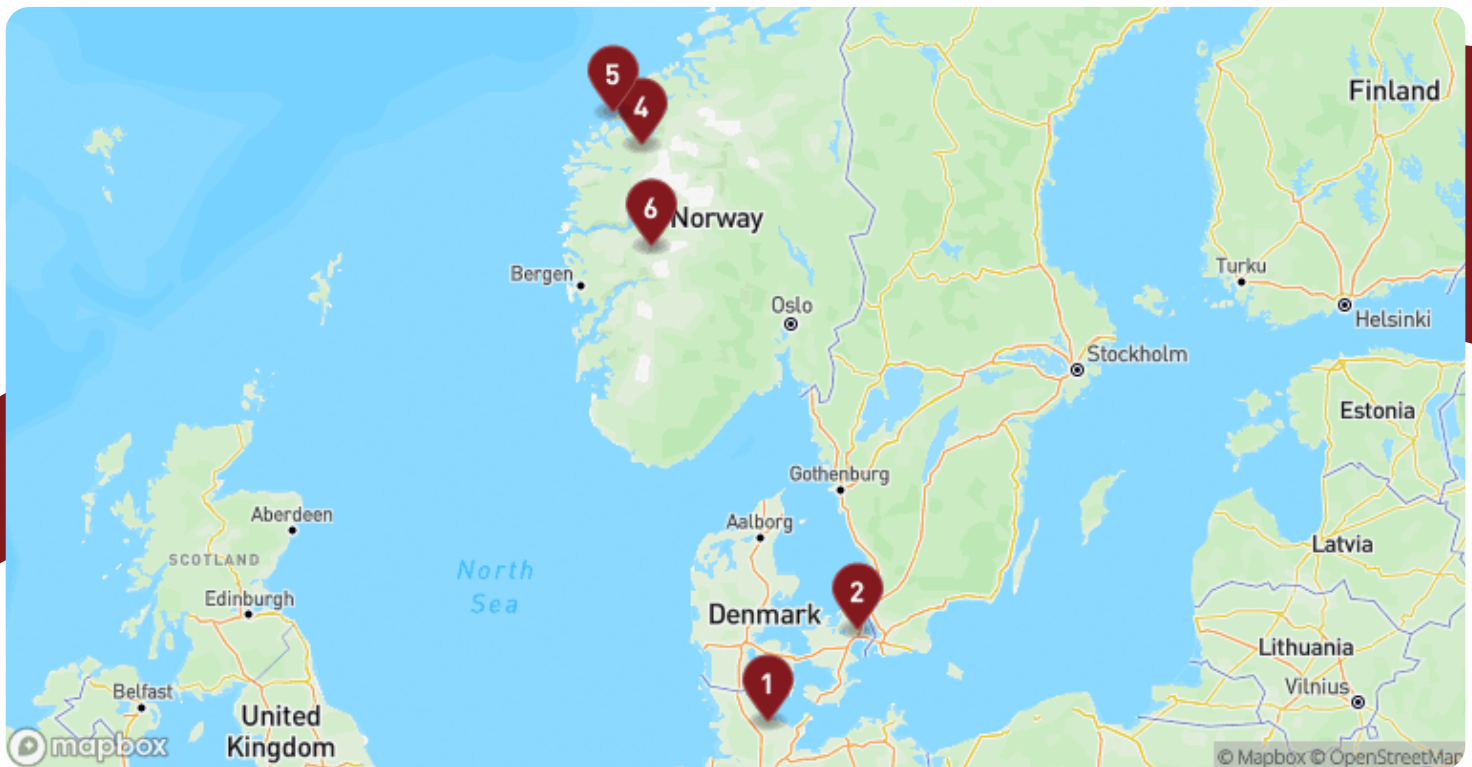 5
4
Finland
6
Norway
Bergen
Turku
Oslo
Helsinki
Stockholm
Estonia
Gothenburg
Aberdeen
Aalborg
Latvia
SCOTLAND
North
Sea
Edinburgh
2
Denmark
Lithuania
1
Vilnius
Belfast
United
Kingdom
mapbox
© Mapbox © OpenStreetMap